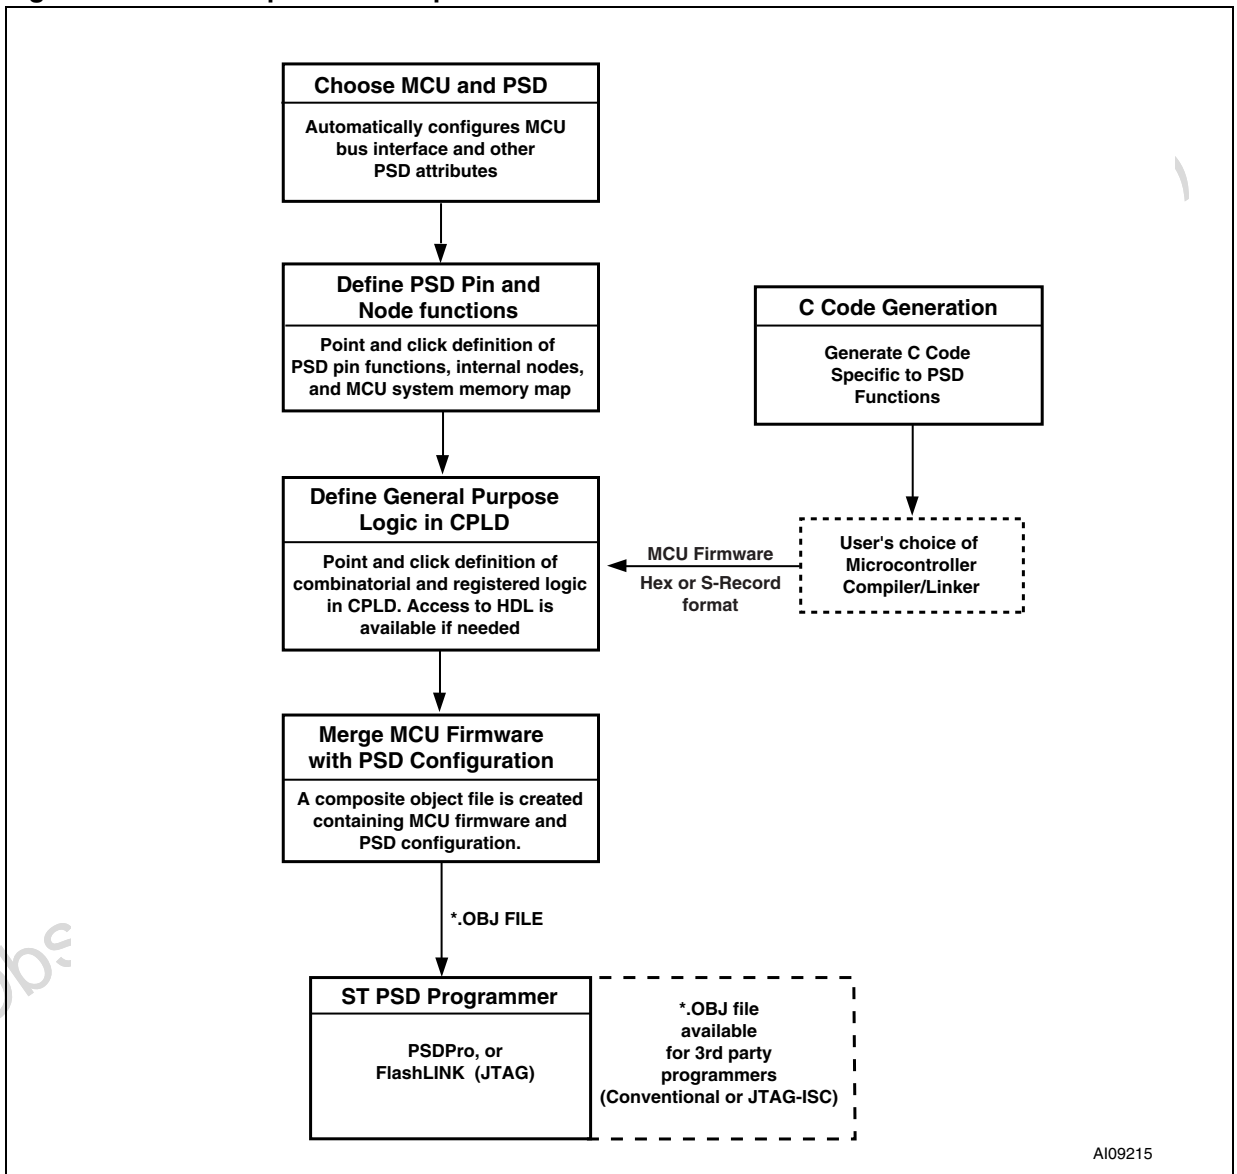 Choose MCU and PSD
Automatically configures MCU
bus interface and other
PSD attributes
Define PSD Pin and
Node functions
Point and click definition of
PSD pin functions, internal nodes,
and MCU system memory map
C Code Generation
Generate C Code
Specific to PSD
Functions
Define General Purpose
Logic in CPLD
Point and click definition of
combinatorial and registered logic
in CPLD. Access to HDL is
available if needed
MCU Firmware
Hex or S-Record
format
User's choice of
Microcontroller
Compiler/Linker
Merge MCU Firmware
with PSD Configuration
A composite object file is created
containing MCU firmware and
PSD configuration.
*.OBJ FILE
ST PSD Programmer
PSDPro, or
FlashLINK (JTAG)
*.OBJ file
available
for 3rd party
programmers
(Conventional or JTAG-ISC)
AI09215